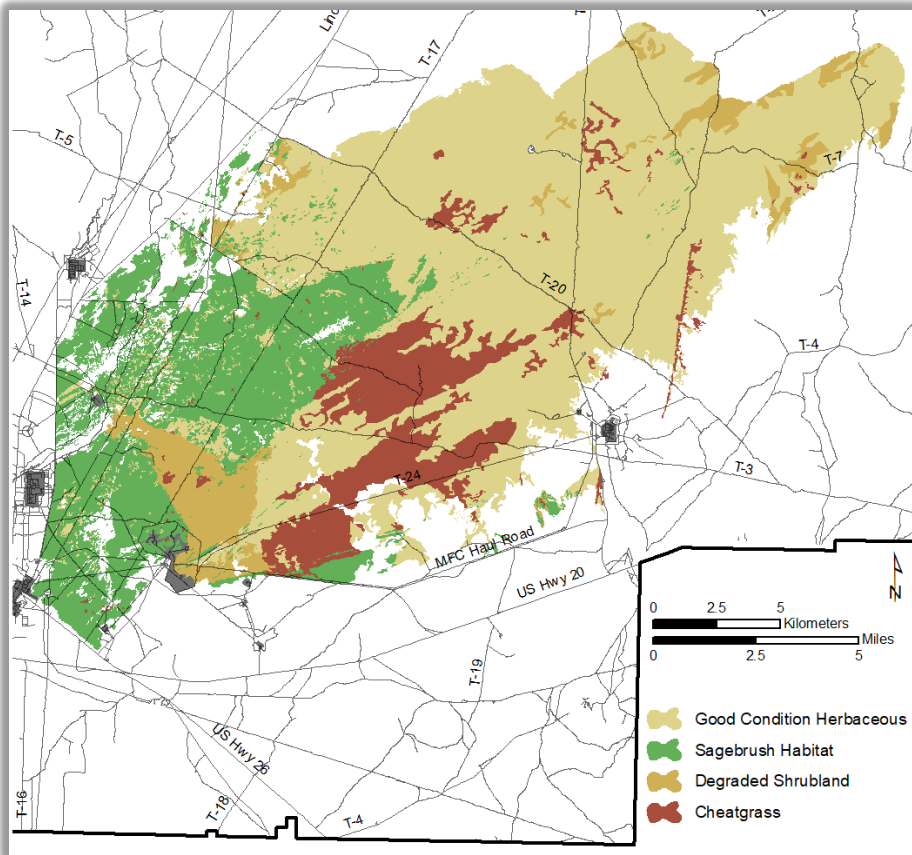 T-17
T-5
T-7
T-14
T-20
T-4
T-3
T-24
MFC Haul Road
US Hwy 20
N
0 2.5 5
Kilometers
Miles
0 2.5 5
T-19
Good Condition Herbaceous
Sagebrush Habitat
US Hwy 26
Degraded Shrubland
Cheatgrass
T-16
T-18
T-4